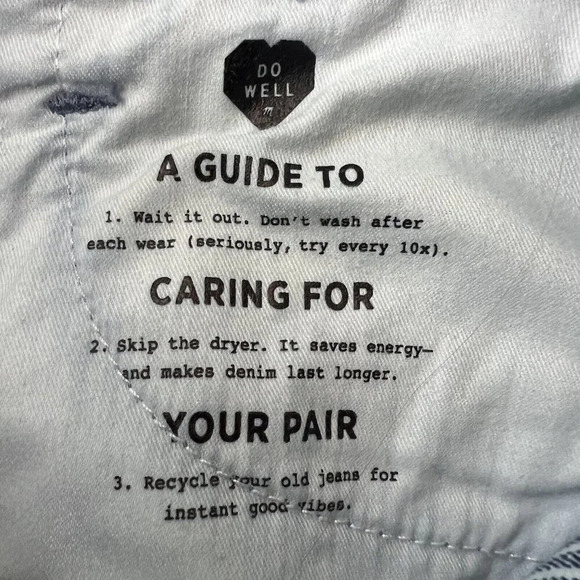 DO
WELL
m
A GUIDE TO
1. Wait it out. Don't wash after
each wear (seriously, try every 10x).
CARING FOR
2. Skip the dryer. It saves energy—
and makes denim last longer.
YOUR PAIR
3. Recycle your old jeans for
instant good vibes.